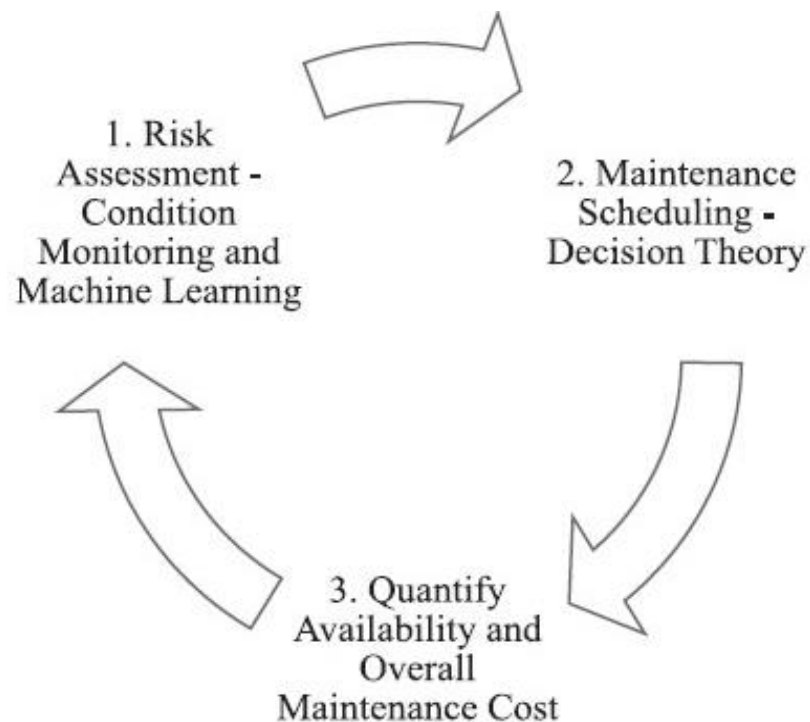 1. Risk
Assessment -
Condition
Monitoring and
Machine Learning
2. Maintenance
Scheduling -
Decision Theory
3. Quantify
Availability and
Overall
Maintenance Cost